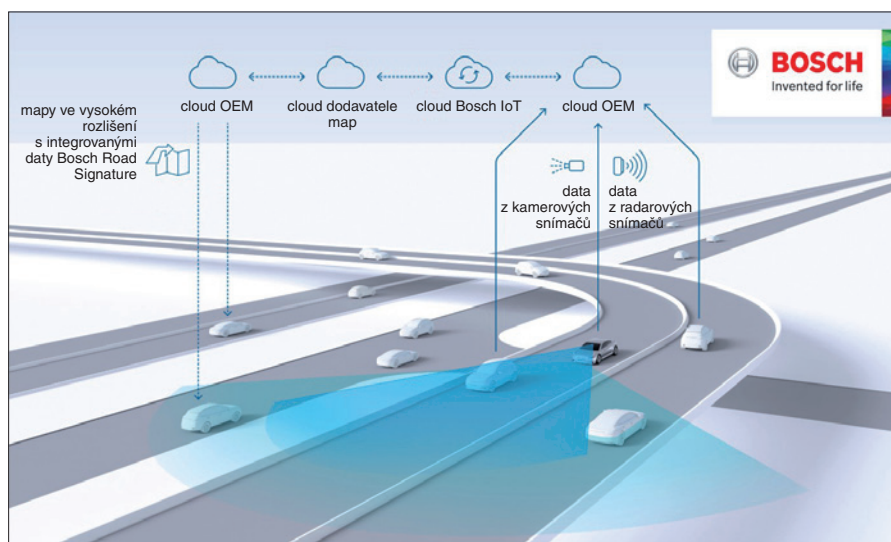 BOSCH
Invented for life
cloud OEM
cloud dodavatele
map
cloud Bosch IoT
cloud OEM
mapy ve vysokém
rozlišení
s integrovanými
daty Bosch Road
Signature
data
z kamerových
snímačů
data
z radarových
snímačů